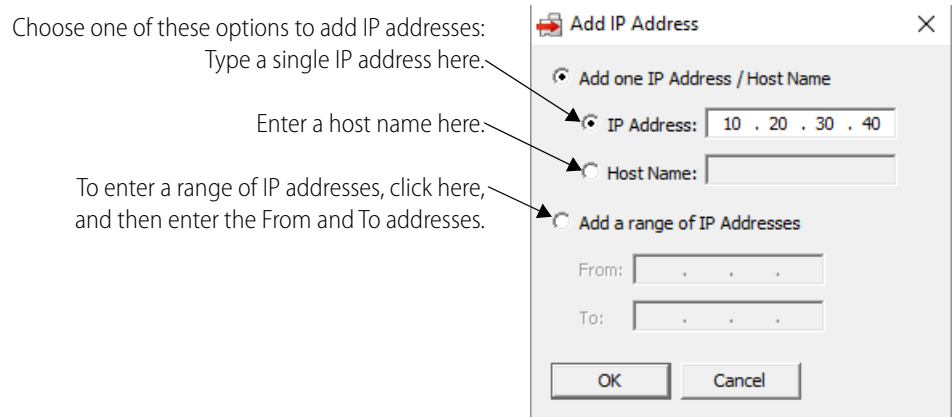 Choose one of these options to add IP addresses:
Type a single IP address here.
Enter a host name here.
To enter a range of IP addresses, click here,
and then enter the From and To addresses.
Add IP Address
Add one IP Address / Host Name
IP Address: 10 . 20 . 30 . 40
Host Name:
Add a range of IP Addresses
From: . . .
To: . . .
OK Cancel